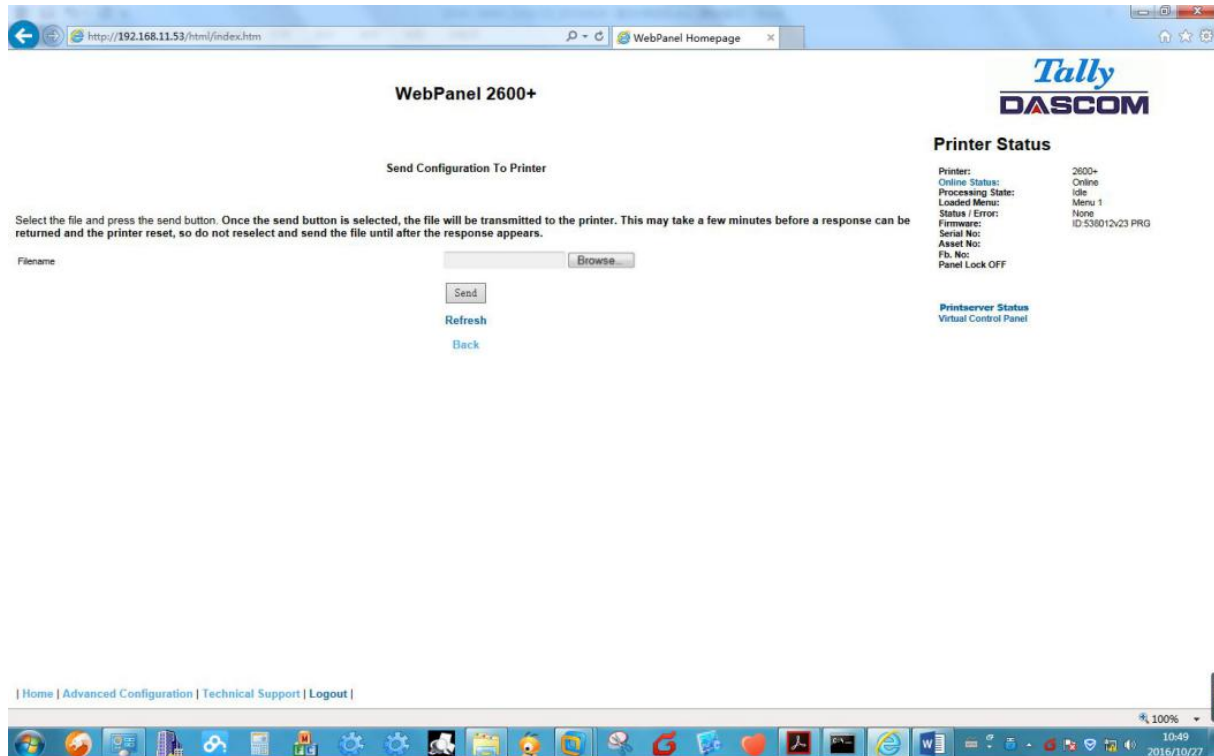 http://192.168.11.53/html/index.htm
WebPanel Homepage
WebPanel 2600+
Tally
DASCOM
Send Configuration To Printer
Select the file and press the send button. Once the send button is selected, the file will be transmitted to the printer. This may take a few minutes before a response can be
returned and the printer reset, so do not reselect and send the file until after the response appears.
Filename
Browse...
Send
Refresh
Back
Printer Status
Printer: 2600+
Online Status: Online
Processing State: Idle
Loaded Menu: Menu 1
Status / Error: None
Firmware: ID:538012v23 PRG
Serial No:
Asset No:
Fb. No:
Panel Lock OFF
Printserver Status
Virtual Control Panel
| Home | Advanced Configuration | Technical Support | Logout |
100%
10:49
2016/10/27